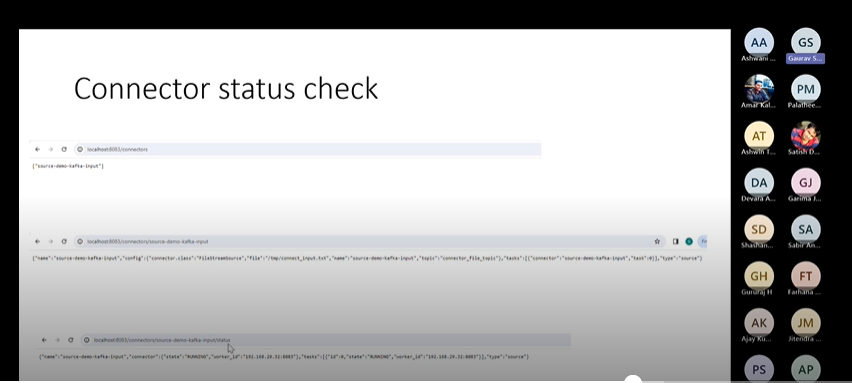 Connector status check
localhost:8083/connectors
["source-demo-kafka-input"]
localhost:8083/connectors/source-demo-kafka-input
{"name":"source-demo-kafka-input","config":{"connector.class":"FileStreamSource","file":"/tmp/connect_input.txt","name":"source-demo-kafka-input","topic":"connector_file_topic"},"tasks":[{"connector":"source-demo-kafka-input","task":0}],"type":"source"}
localhost:8083/connectors/source-demo-kafka-input/status
{"name":"source-demo-kafka-input","connector":{"state":"RUNNING","worker_id":"192.168.29.32:8083"},"tasks":[{"id":0,"state":"RUNNING","worker_id":"192.168.29.32:8083"}],"type":"source"}
AA GS
Ashwani ... Gaurav S...
PM
Amar Kal... Palathee...
AT
Ashwin T... Satish D...
DA GJ
Devara A... Garima J...
SD SA
Shashan... Sabir An...
GH FT
Gururaj H Farhana ...
AK JM
Ajay Ku... Jitendra ...
PS AP